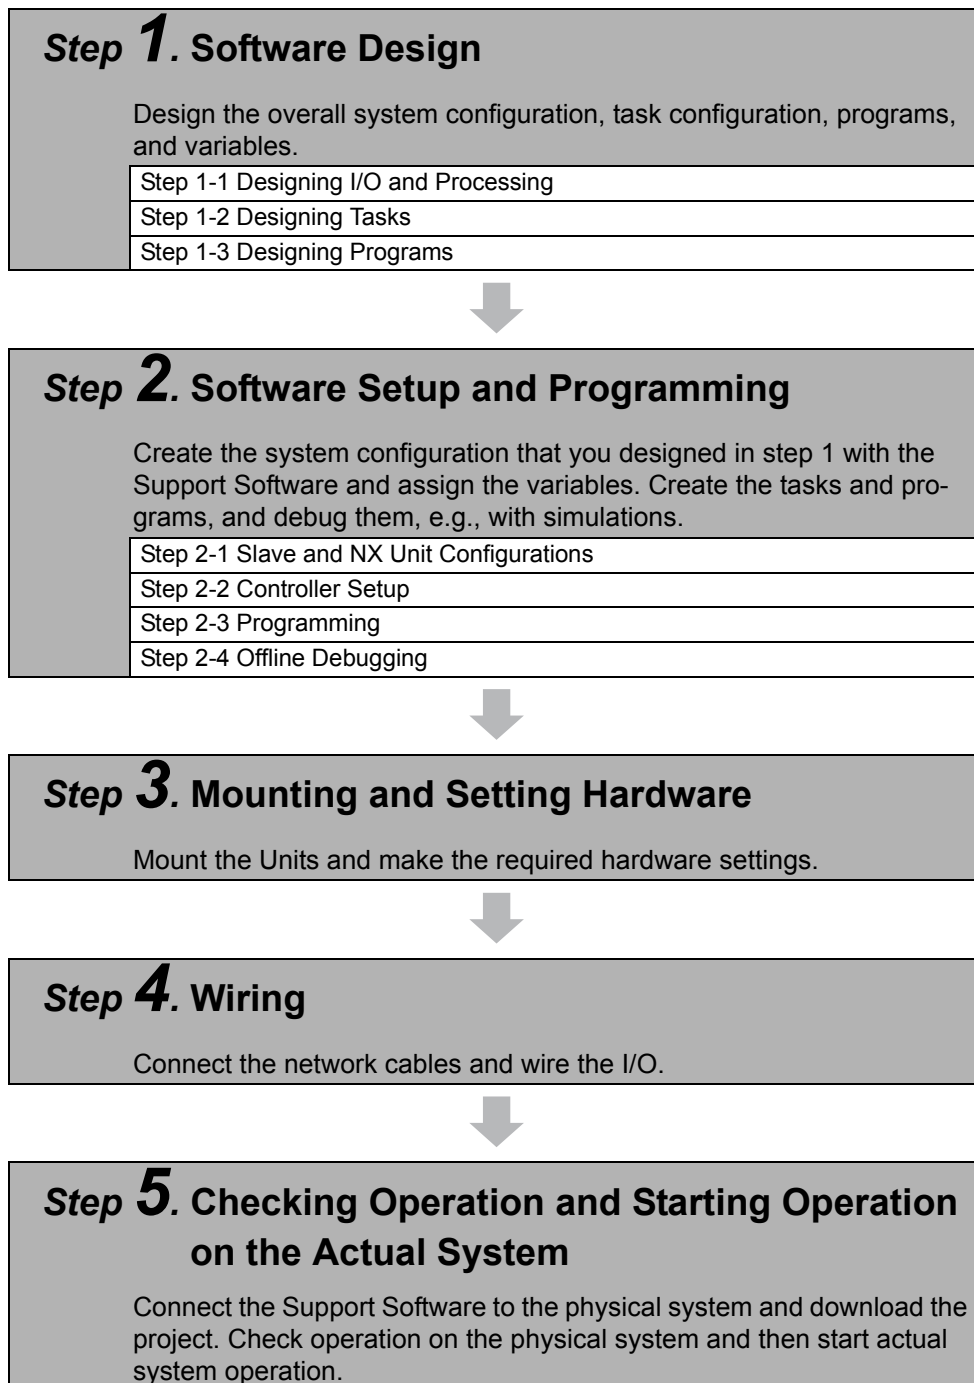 Step 1. Software Design
Design the overall system configuration, task configuration, programs,
and variables.
Step 1-1 Designing I/O and Processing
Step 1-2 Designing Tasks
Step 1-3 Designing Programs
Step 2. Software Setup and Programming
Create the system configuration that you designed in step 1 with the
Support Software and assign the variables. Create the tasks and pro-
grams, and debug them, e.g., with simulations.
Step 2-1 Slave and NX Unit Configurations
Step 2-2 Controller Setup
Step 2-3 Programming
Step 2-4 Offline Debugging
Step 3. Mounting and Setting Hardware
Mount the Units and make the required hardware settings.
Step 4. Wiring
Connect the network cables and wire the I/O.
Step 5. Checking Operation and Starting Operation
on the Actual System
Connect the Support Software to the physical system and download the
project. Check operation on the physical system and then start actual
system operation.